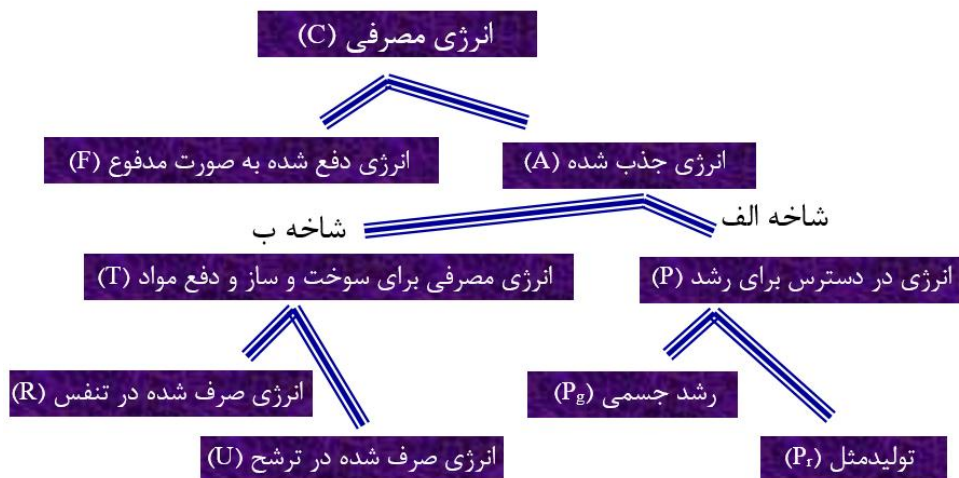 انرژی مصرفی (C)
انرژی جذب شده (A)
انرژی دفع شده به صورت مدفوع (F)
شاخه الف
شاخه ب
انرژی در دسترس برای رشد (P)
انرژی مصرفی برای سوخت و ساز و دفع مواد (T)
رشد جسمی (Pg)
انرژی صرف شده در تنفس (R)
تولیدمثل (Pr)
انرژی صرف شده در ترشح (U)